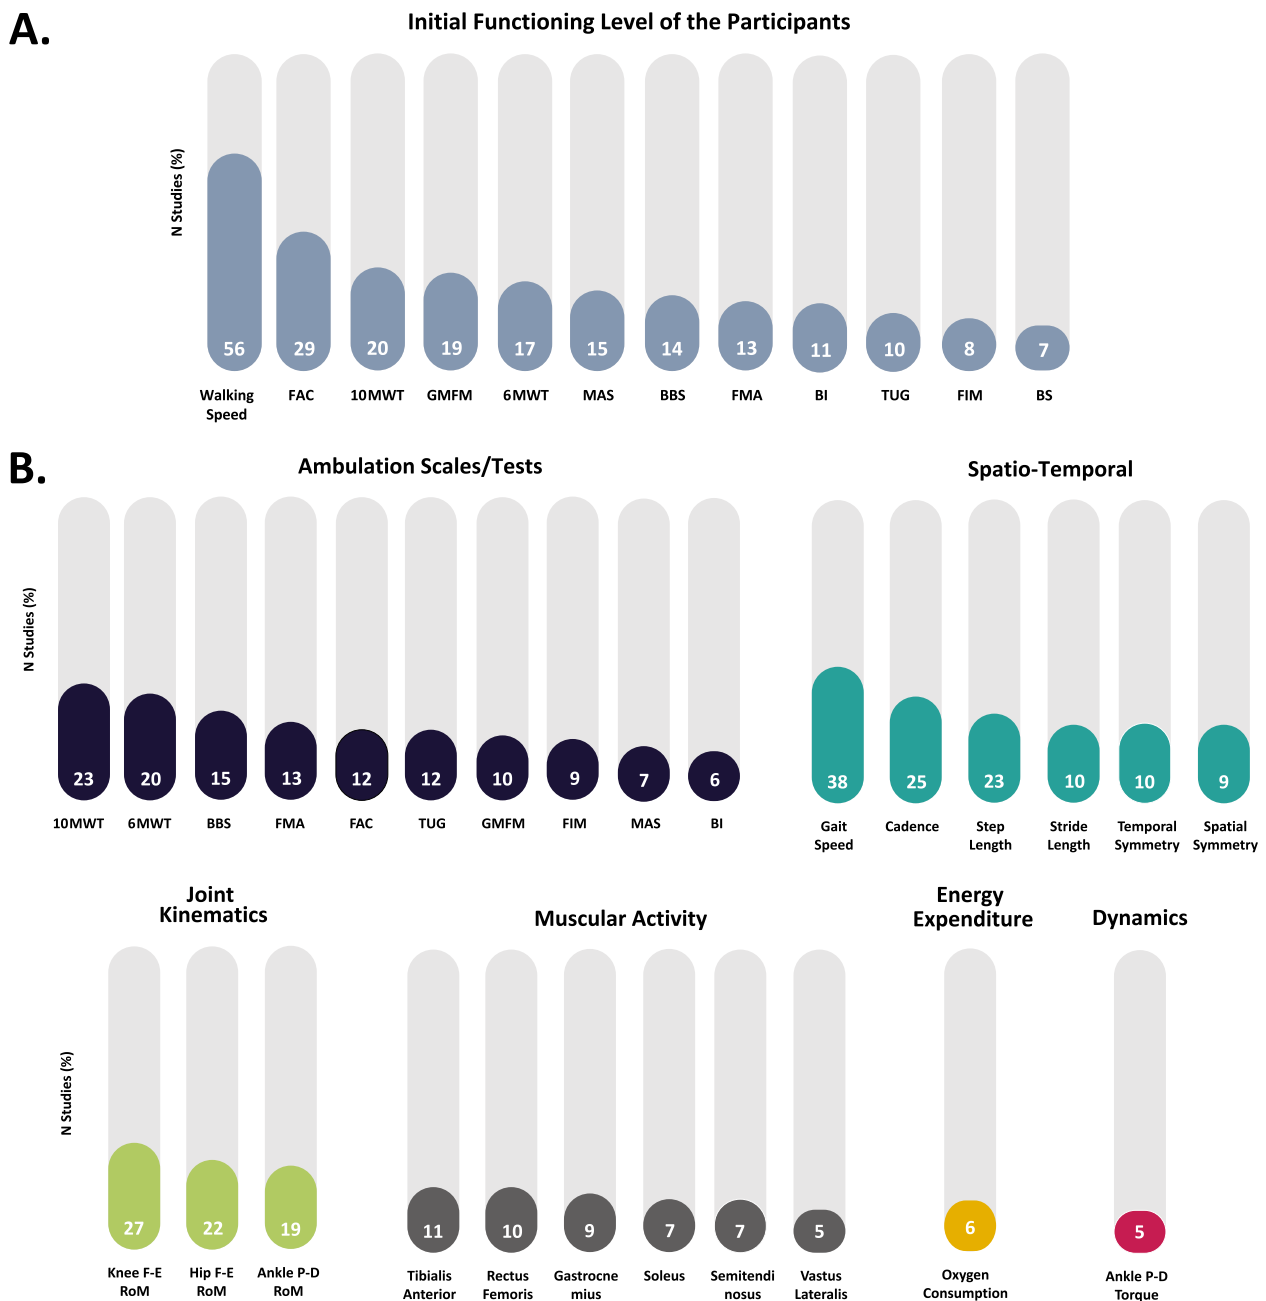 A.
Initial Functioning Level of the Participants
N Studies (%)
56 29 20 19 17 15 14 13 11 10 8 7
Walking FAC 10MWT GMFM 6MWT MAS BBS FMA BI TUG FIM BS
Speed
B.
Ambulation Scales/Tests
N Studies (%)
23 20 15 13 12 12 10 9 7 6
10MWT 6MWT BBS FMA FAC TUG GMFM FIM MAS BI
Spatio-Temporal
38 25 23 10 10 9
Gait Cadence Step Stride Temporal Spatial
Speed Length Length Symmetry Symmetry
Joint
Kinematics
N Studies (%)
27 22 19
Knee F-E Hip F-E Ankle P-D
RoM RoM RoM
Muscular Activity
11 10 9 7 7 5
Tibialis Rectus Gastrocne Soleus Semitendi Vastus
Anterior Femoris mius nosus Lateralis
Energy
Expenditure
6
Oxygen
Consumption
Dynamics
5
Ankle P-D
Torque